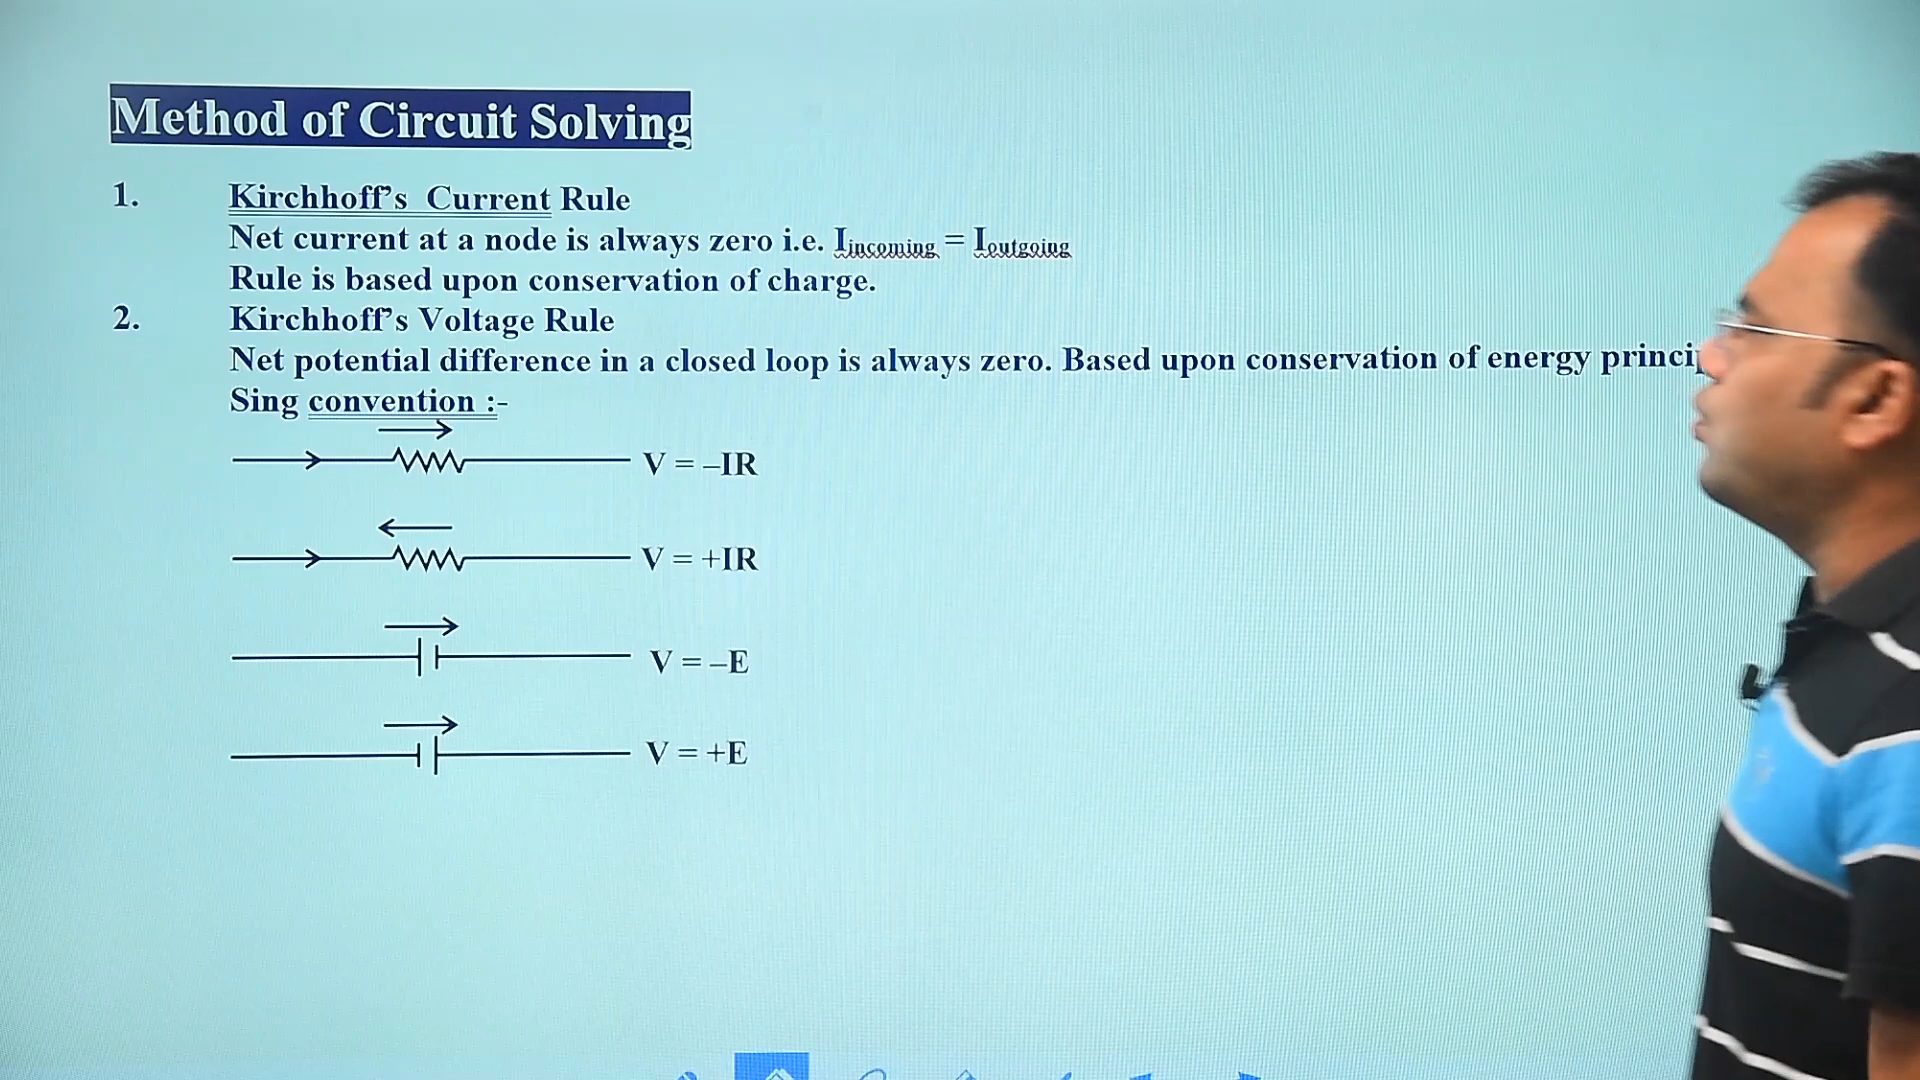 Method of Circuit Solving
1. Kirchhoff's Current Rule
Net current at a node is always zero i.e. Iincoming = Ioutgoing
Rule is based upon conservation of charge.
2. Kirchhoff's Voltage Rule
Net potential difference in a closed loop is always zero. Based upon conservation of energy
Sing convention :-
V = –IR
V = +IR
V = –E
V = +E